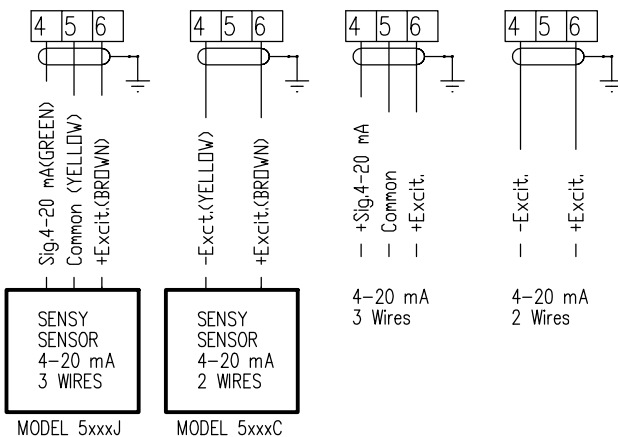 4 5 6
4 5 6
4 5 6
4 5 6
Sig.4-20 mA(GREEN)
Common (YELLOW)
+Excit.(BROWN)
-Exct.(YELLOW)
+Excit.(BROWN)
+Sig.4-20 mA
Common
+Excit.
-Excit.
+Excit.
SENSY
SENSOR
4-20 mA
3 WIRES
MODEL 5xxxJ
SENSY
SENSOR
4-20 mA
2 WIRES
MODEL 5xxxC
4-20 mA
3 Wires
4-20 mA
2 Wires